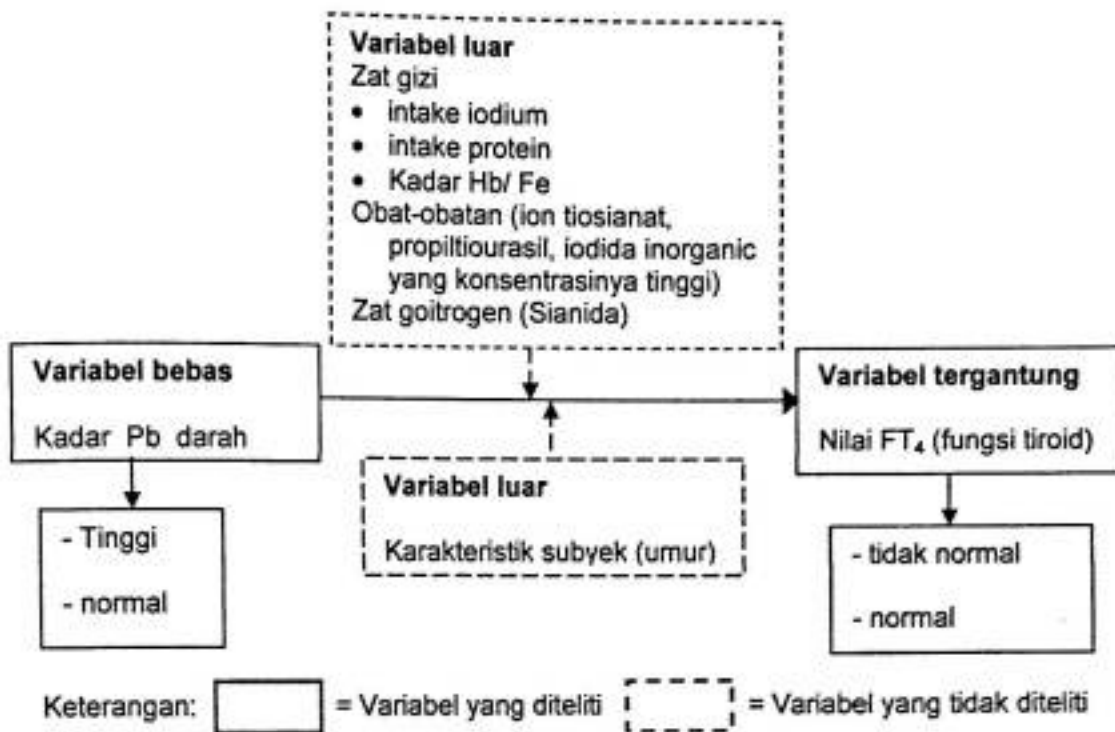 Variabel luar
Zat gizi
• intake iodium
• intake protein
• Kadar Hb/ Fe
Obat-obatan (ion tiosianat,
propiltiourasil, iodida inorganic
yang konsentrasinya tinggi)
Zat goitrogen (Sianida)
Variabel bebas
Kadar Pb darah
Variabel tergantung
Nilai FT₄ (fungsi tiroid)
Variabel luar
Karakteristik subyek (umur)
- Tinggi
- normal
- tidak normal
- normal
Keterangan: = Variabel yang diteliti = Variabel yang tidak diteliti